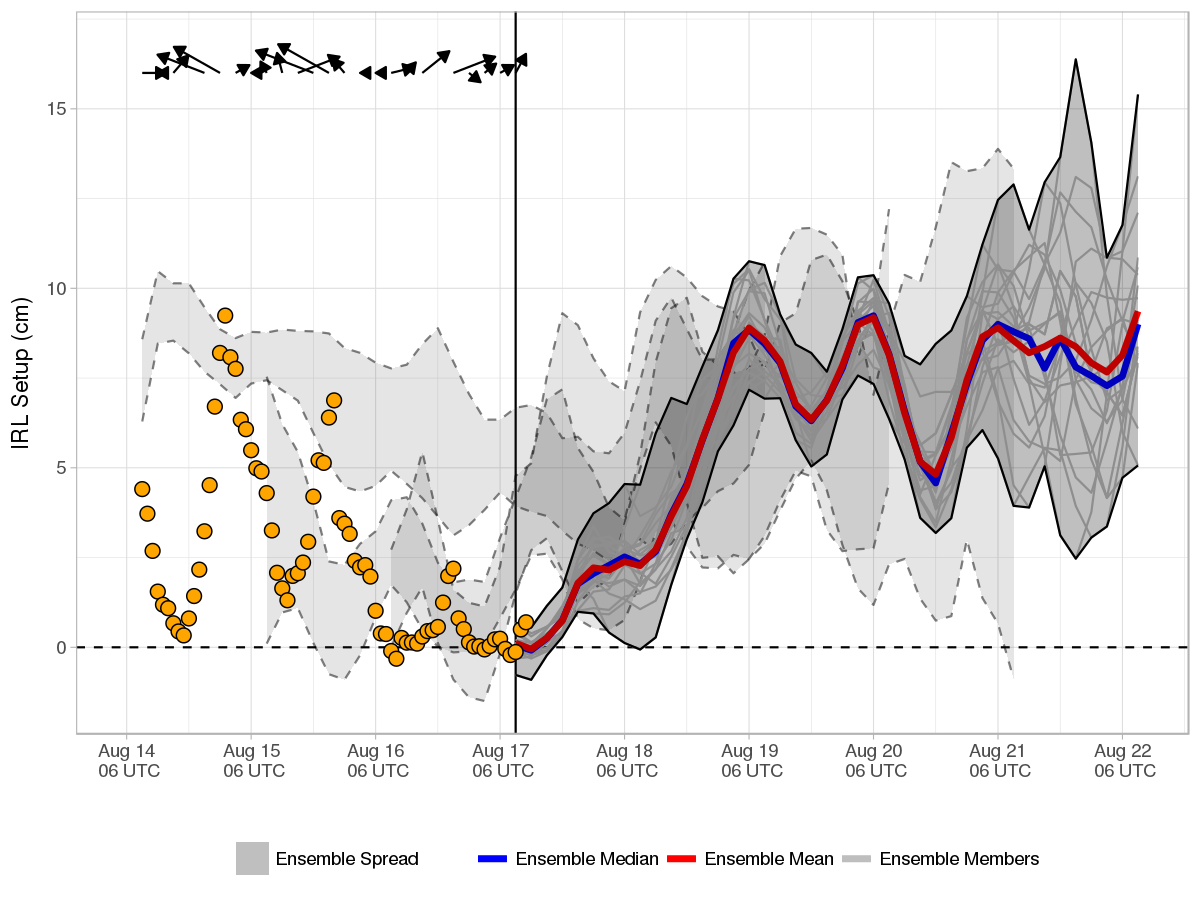 IRL Setup (cm)
15
10
5
0
Aug 14 Aug 15 Aug 16 Aug 17 Aug 18 Aug 19 Aug 20 Aug 21 Aug 22
06 UTC 06 UTC 06 UTC 06 UTC 06 UTC 06 UTC 06 UTC 06 UTC 06 UTC
Ensemble Spread Ensemble Median Ensemble Mean Ensemble Members